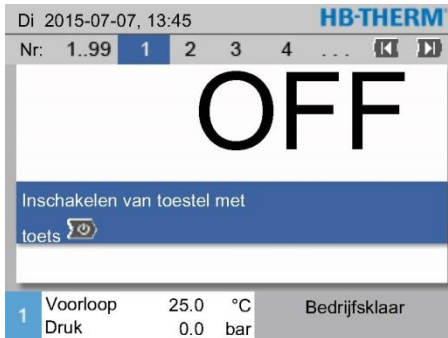 Di 2015-07-07, 13:45 HB-THERM
Nr: 1..99 1 2 3 4 ...
OFF
Inschakelen van toestel met
toets
1 Voorloop 25.0 °C Bedrijfsklaar
Druk 0.0 bar